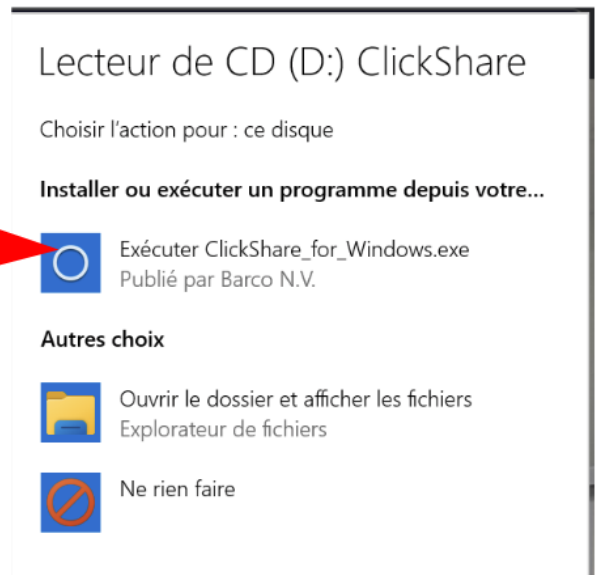 Lecteur de CD (D:) ClickShare
Choisir l'action pour : ce disque
Installer ou exécuter un programme depuis votre...
Exécuter ClickShare_for_Windows.exe
Publié par Barco N.V.
Autres choix
Ouvrir le dossier et afficher les fichiers
Explorateur de fichiers
Ne rien faire